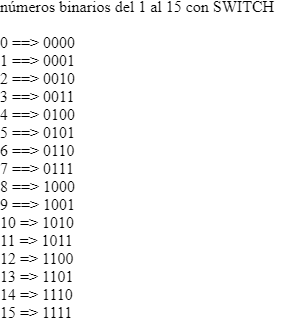 números binarios del 1 al 15 con SWITCH
0 ==> 0000
1 ==> 0001
2 ==> 0010
3 ==> 0011
4 ==> 0100
5 ==> 0101
6 ==> 0110
7 ==> 0111
8 ==> 1000
9 ==> 1001
10 => 1010
11 => 1011
12 => 1100
13 => 1101
14 => 1110
15 => 1111